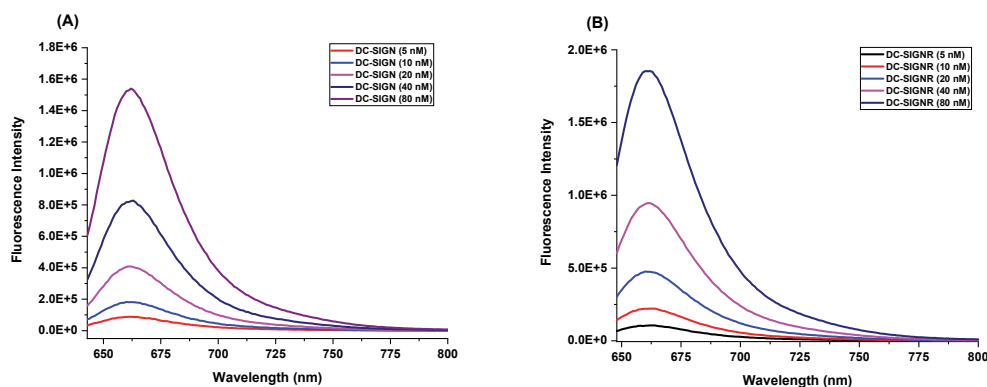 (A)
1.8E+6
1.6E+6
1.4E+6
1.2E+6
1.0E+6
8.0E+5
6.0E+5
4.0E+5
2.0E+5
0.0E+0
Fluorescence Intensity
650 675 700 725 750 775 800
Wavelength (nm)
DC-SIGN (5 nM)
DC-SIGN (10 nM)
DC-SIGN (20 nM)
DC-SIGN (40 nM)
DC-SIGN (80 nM)
(B)
2.0E+6
1.5E+6
1.0E+6
5.0E+5
0.0E+0
Fluorescence Intensity
650 675 700 725 750 775 800
Wavelength (nm)
DC-SIGNR (5 nM)
DC-SIGNR (10 nM)
DC-SIGNR (20 nM)
DC-SIGNR (40 nM)
DC-SIGNR (80 nM)